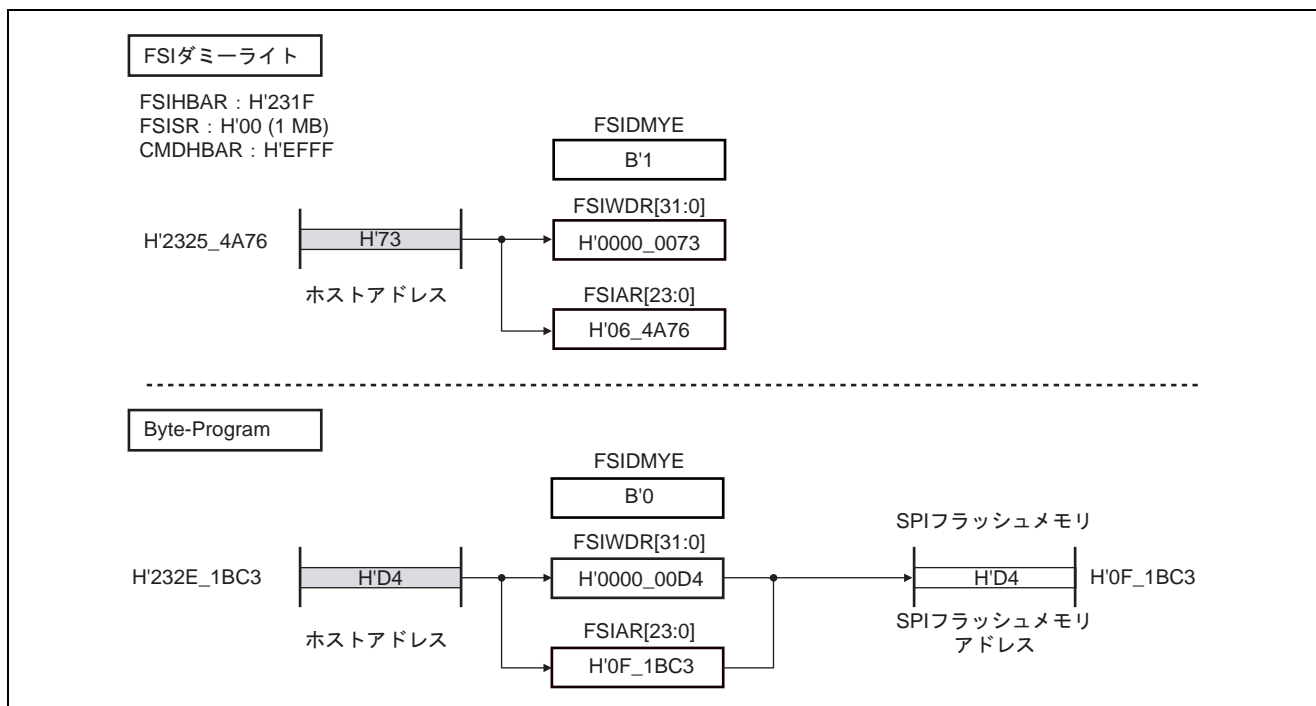 FSIダミーライト
FSIHBAR : H'231F
FSISR : H'00 (1 MB)
CMDHBAR : H'EFFF
FSIDMYE
B'1
FSIWDR[31:0]
H'2325_4A76
H'73
H'0000_0073
ホストアドレス
FSIAR[23:0]
H'06_4A76
Byte-Program
FSIDMYE
B'0
SPIフラッシュメモリ
FSIWDR[31:0]
H'232E_1BC3
H'D4
H'0000_00D4
H'D4
H'0F_1BC3
ホストアドレス
FSIAR[23:0]
SPIフラッシュメモリ
アドレス
H'0F_1BC3